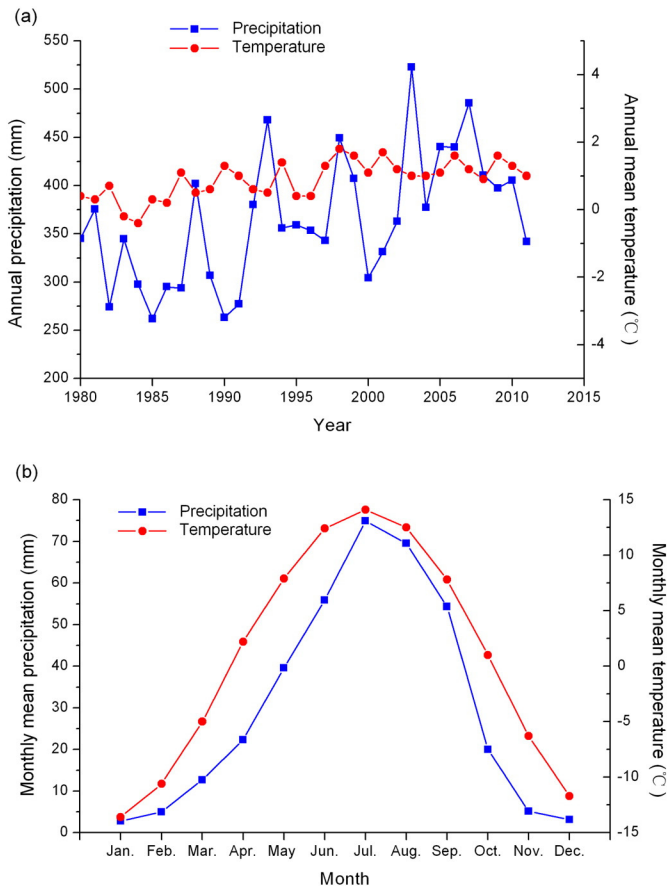 (a)
Precipitation
Temperature
550
500
450
400
350
300
250
200
Annual precipitation (mm)
4
2
0
-2
-4
Annual mean temperature (℃)
1980 1985 1990 1995 2000 2005 2010 2015
Year
(b)
Precipitation
Temperature
80
70
60
50
40
30
20
10
0
Monthly mean precipitation (mm)
15
10
5
0
-5
-10
-15
Monthly mean temperature (℃)
Jan. Feb. Mar. Apr. May Jun. Jul. Aug. Sep. Oct. Nov. Dec.
Month